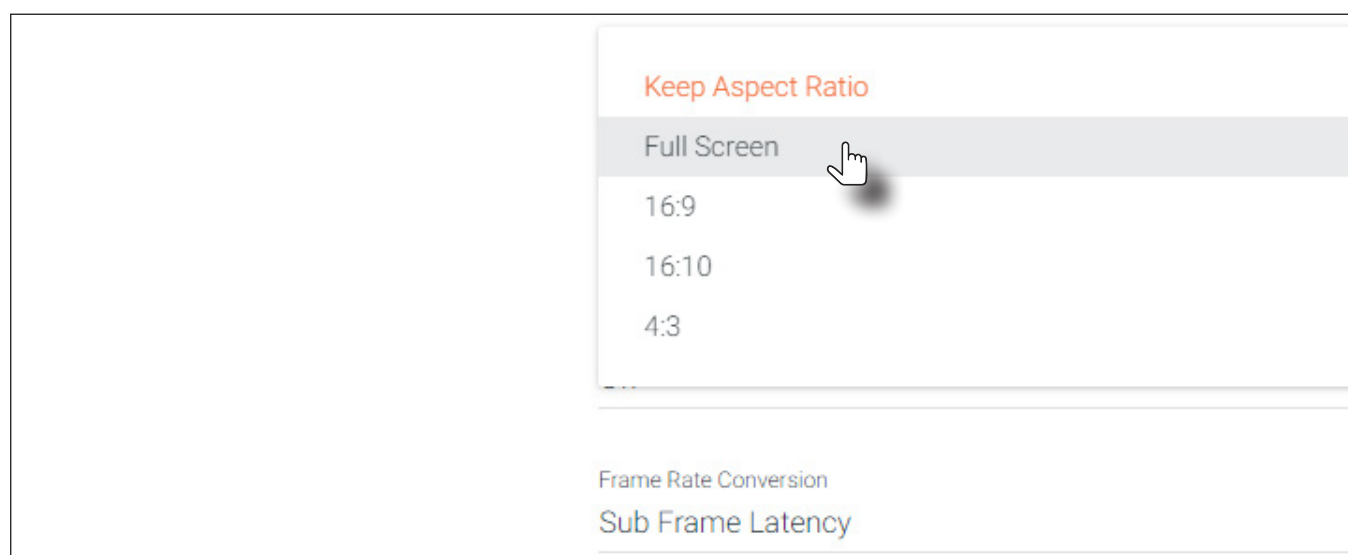 Keep Aspect Ratio
Full Screen
16:9
16:10
4:3
Frame Rate Conversion
Sub Frame Latency